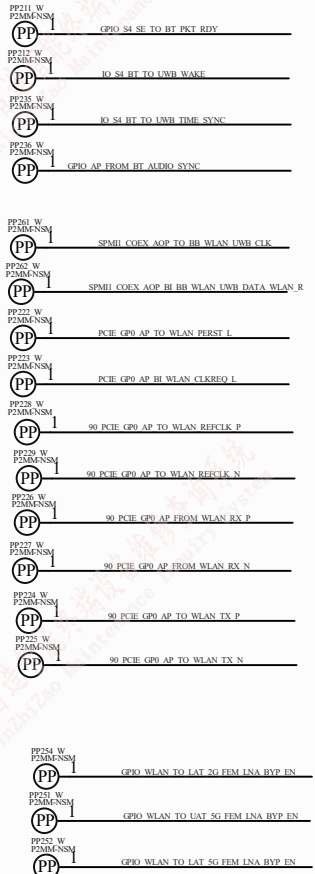 PP211_W
P2MM-NSM
PP 1 GPIO_S4_SE_TO_BT_PKT_RDY
PP212_W
P2MM-NSM
PP 1 IO_S4_BT_TO_UWB_WAKE
PP235_W
P2MM-NSM
PP 1 IO_S4_BT_TO_UWB_TIME_SYNC
PP236_W
P2MM-NSM
PP 1 GPIO_AP_FROM_BT_AUDIO_SYNC
PP261_W
P2MM-NSM
PP 1 SPMI1_COEX_AOP_TO_BB_WLAN_UWB_CLK
PP262_W
P2MM-NSM
PP 1 SPMI1_COEX_AOP_BI_BB_WLAN_UWB_DATA_WLAN_R
PP222_W
P2MM-NSM
PP 1 PCIE_GP0_AP_TO_WLAN_PERST_L
PP223_W
P2MM-NSM
PP 1 PCIE_GP0_AP_BI_WLAN_CLKREQ_L
PP228_W
P2MM-NSM
PP 1 90_PCIE_GP0_AP_TO_WLAN_REFCLK_P
PP229_W
P2MM-NSM
PP 1 90_PCIE_GP0_AP_TO_WLAN_REFCLK_N
PP226_W
P2MM-NSM
PP 1 90_PCIE_GP0_AP_FROM_WLAN_RX_P
PP227_W
P2MM-NSM
PP 1 90_PCIE_GP0_AP_FROM_WLAN_RX_N
PP224_W
P2MM-NSM
PP 1 90_PCIE_GP0_AP_TO_WLAN_TX_P
PP225_W
P2MM-NSM
PP 1 90_PCIE_GP0_AP_TO_WLAN_TX_N
PP254_W
P2MM-NSM
PP 1 GPIO_WLAN_TO_LAT_2G_FEM_LNA_BYP_EN
PP251_W
P2MM-NSM
PP 1 GPIO_WLAN_TO_UAT_5G_FEM_LNA_BYP_EN
PP252_W
P2MM-NSM
PP 1 GPIO_WLAN_TO_LAT_5G_FEM_LNA_BYP_EN